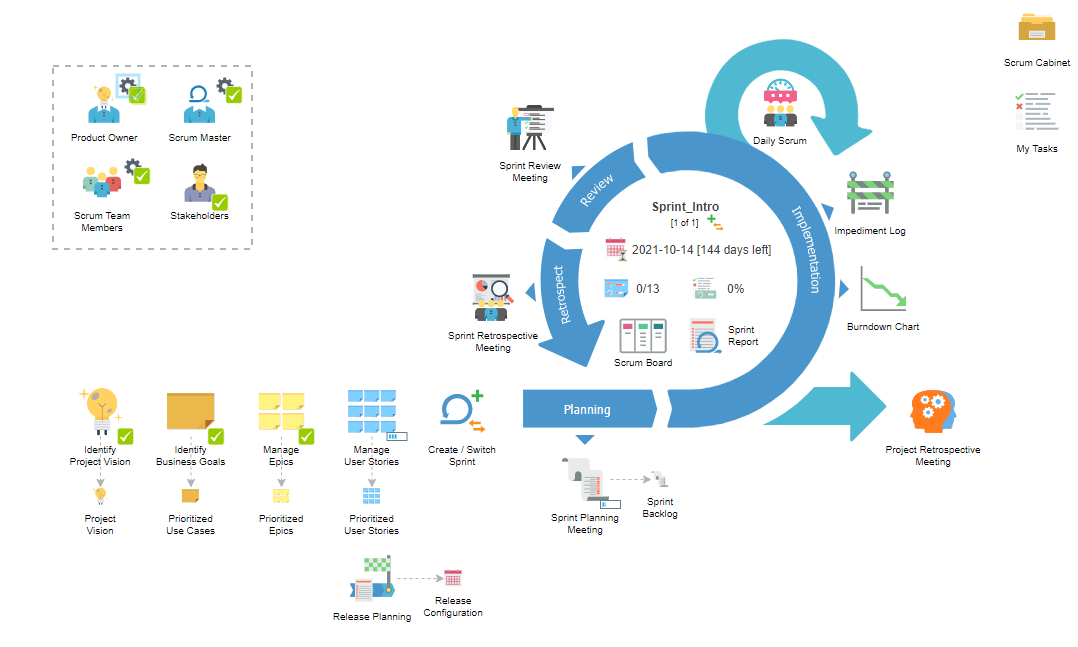 Scrum Cabinet
My Tasks
Product Owner
Scrum Master
Scrum Team
Members
Stakeholders
Sprint Review
Meeting
Daily Scrum
Review
Implementation
Retrospect
Sprint_Intro
[1 of 1]
2021-10-14 [144 days left]
0/13
0%
Scrum Board
Sprint
Report
Impediment Log
Burndown Chart
Sprint Retrospective
Meeting
Planning
Identify
Project Vision
Identify
Business Goals
Manage
Epics
Manage
User Stories
Create / Switch
Sprint
Project Retrospective
Meeting
Project
Vision
Prioritized
Use Cases
Prioritized
Epics
Prioritized
User Stories
Sprint Planning
Meeting
Sprint
Backlog
Release Planning
Release
Configuration